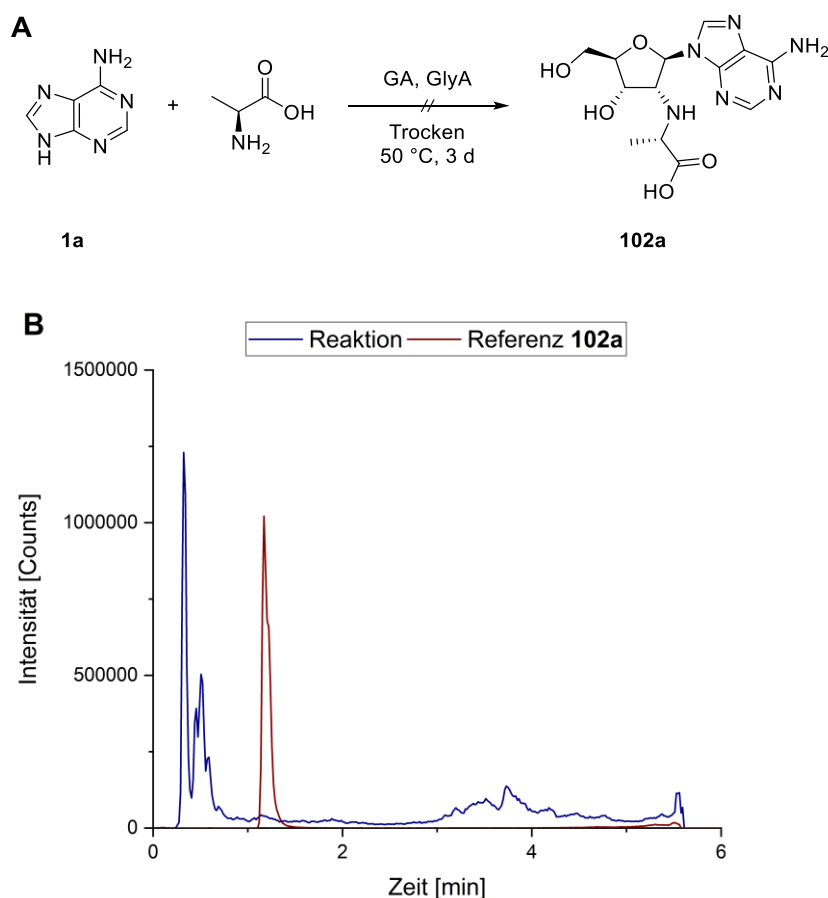 A
NH₂
N
N
N
H
N
+
O
OH
NH₂
GA, GlyA
Trocken
50 °C, 3 d
HO
O
N
N
NH₂
N
N
HO
NH
O
HO
1a
102a
B
Reaktion
Referenz 102a
1500000
1000000
500000
0
Intensität [Counts]
0
2
4
6
Zeit [min]